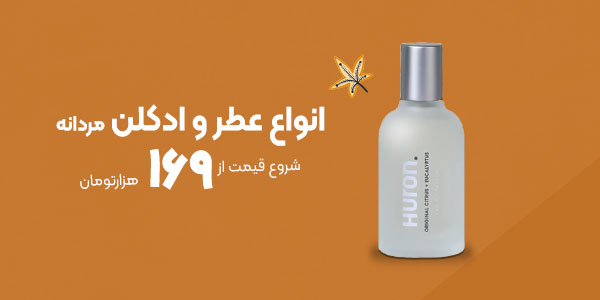 انواع عطر و ادکلن مردانه
شروع قیمت از ۱۶۹ هزارتومان
Huron.
ORIGINAL CITRUS + EUCALYPTUS